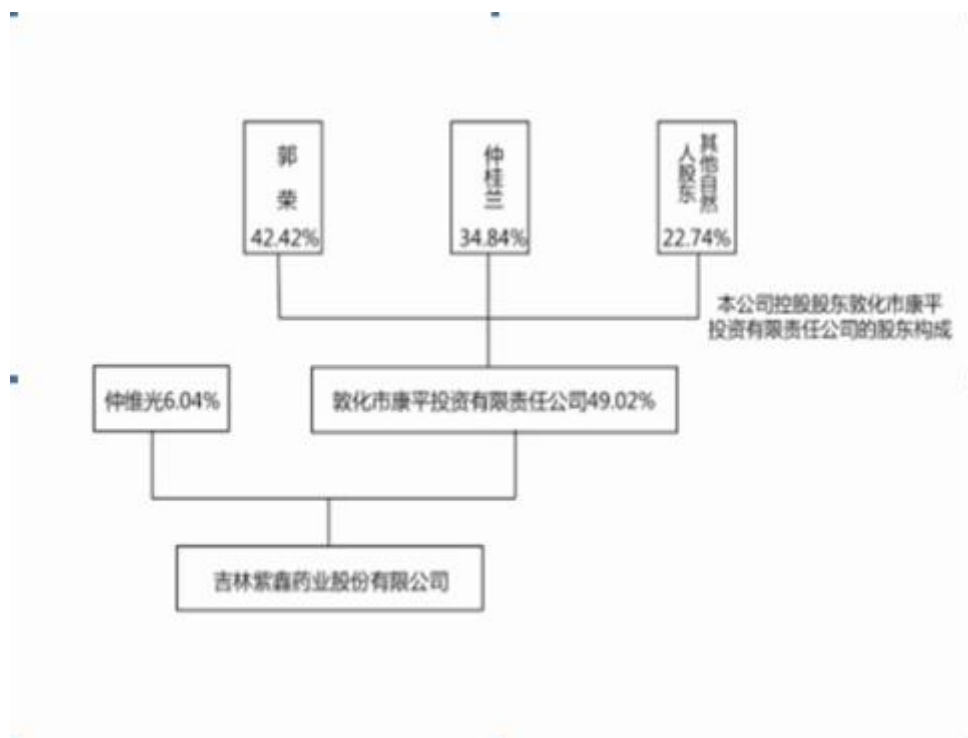 郭荣
42.42%
仲桂兰
34.84%
其他自然
人股东
22.74%
本公司控股股东敦化市康平
投资有限责任公司的股东构成
仲维光6.04%
敦化市康平投资有限责任公司49.02%
吉林紫鑫药业股份有限公司